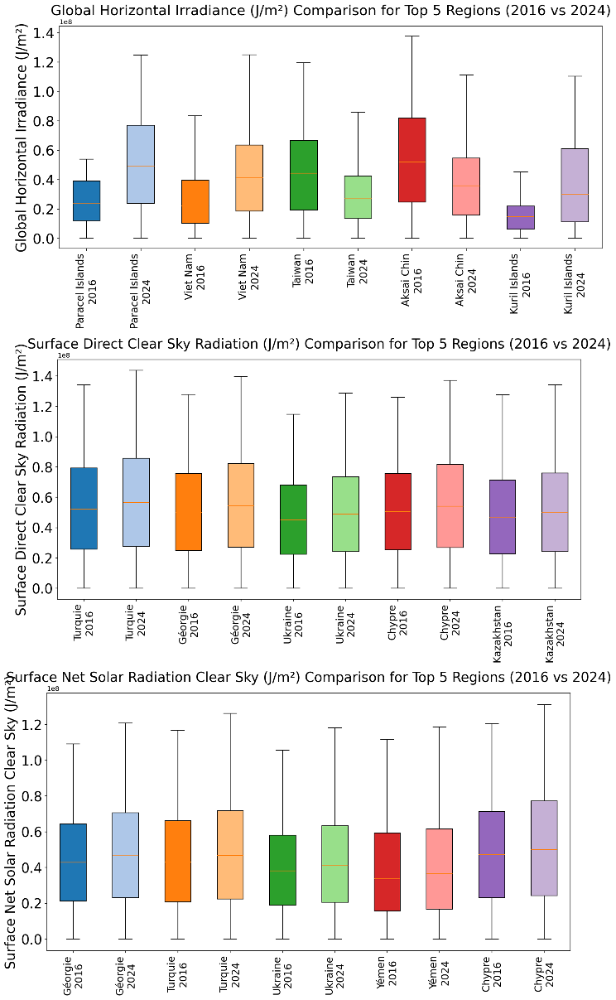 Global Horizontal Irradiance (J/m²) Comparison for Top 5 Regions (2016 vs 2024)
1e8
Global Horizontal Irradiance (J/m²)
1.4
1.2
1.0
0.8
0.6
0.4
0.2
0.0
Paracel Islands
2016
Paracel Islands
2024
Viet Nam
2016
Viet Nam
2024
Taiwan
2016
Taiwan
2024
Aksai Chin
2016
Aksai Chin
2024
Kuril Islands
2016
Kuril Islands
2024
Surface Direct Clear Sky Radiation (J/m²) Comparison for Top 5 Regions (2016 vs 2024)
1e8
Surface Direct Clear Sky Radiation (J/m²)
1.4
1.2
1.0
0.8
0.6
0.4
0.2
0.0
Turquie
2016
Turquie
2024
Géorgie
2016
Géorgie
2024
Ukraine
2016
Ukraine
2024
Chypre
2016
Chypre
2024
Kazakhstan
2016
Kazakhstan
2024
Surface Net Solar Radiation Clear Sky (J/m²) Comparison for Top 5 Regions (2016 vs 2024)
1e8
Surface Net Solar Radiation Clear Sky (J/m²)
1.2
1.0
0.8
0.6
0.4
0.2
0.0
Géorgie
2016
Géorgie
2024
Turquie
2016
Turquie
2024
Ukraine
2016
Ukraine
2024
Yémen
2016
Yémen
2024
Chypre
2016
Chypre
2024